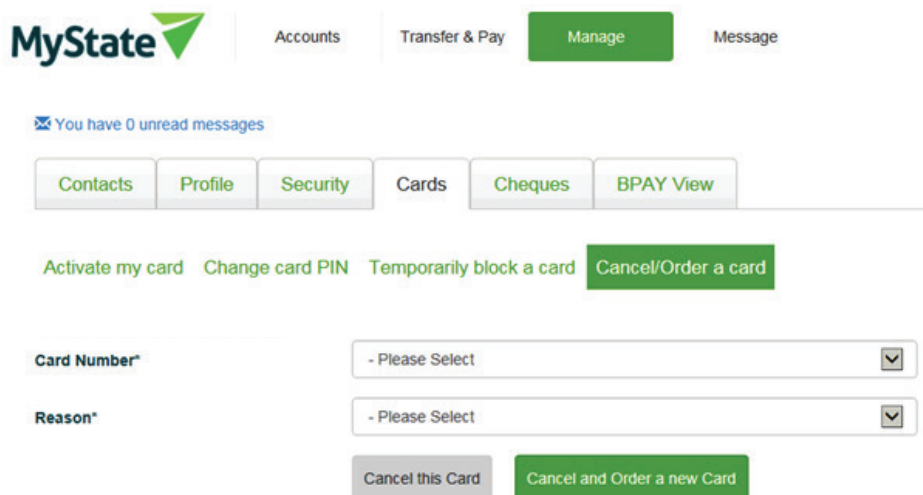 MyState Accounts Transfer & Pay Manage Message
You have 0 unread messages
Contacts Profile Security Cards Cheques BPAY View
Activate my card Change card PIN Temporarily block a card Cancel/Order a card
Card Number* - Please Select
Reason* - Please Select
Cancel this Card Cancel and Order a new Card